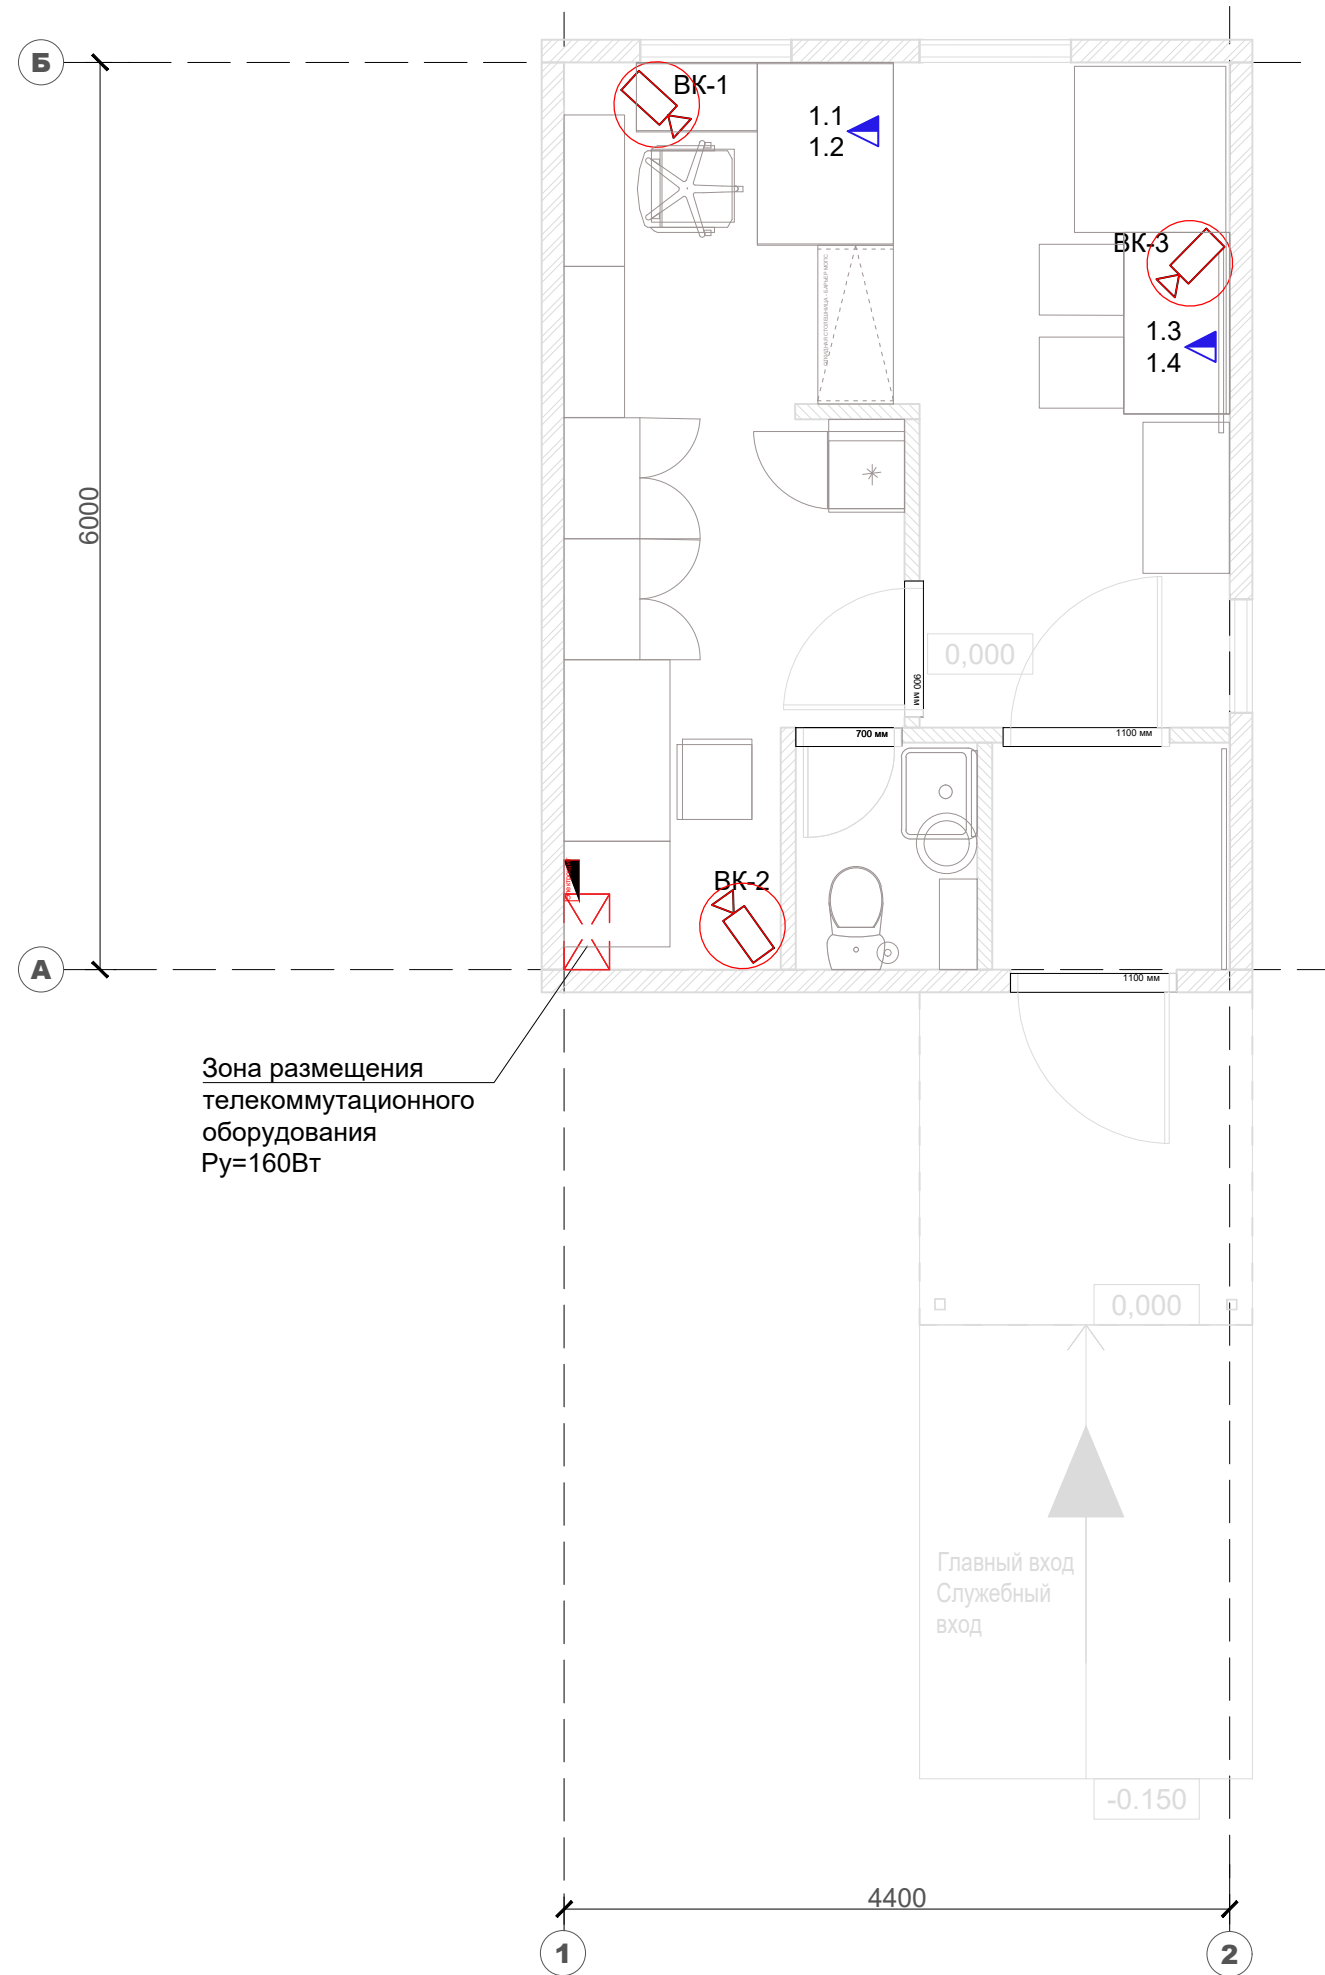 Б
ВК-1
1.1
1.2
ВК-3
1.3
1.4
6000
0,000
900 мм
700 мм
1100 мм
ВК-2
А
1100 мм
Зона размещения
телекоммутационного
оборудования
Ру=160Вт
0,000
Главный вход
Служебный
вход
-0.150
4400
1
2